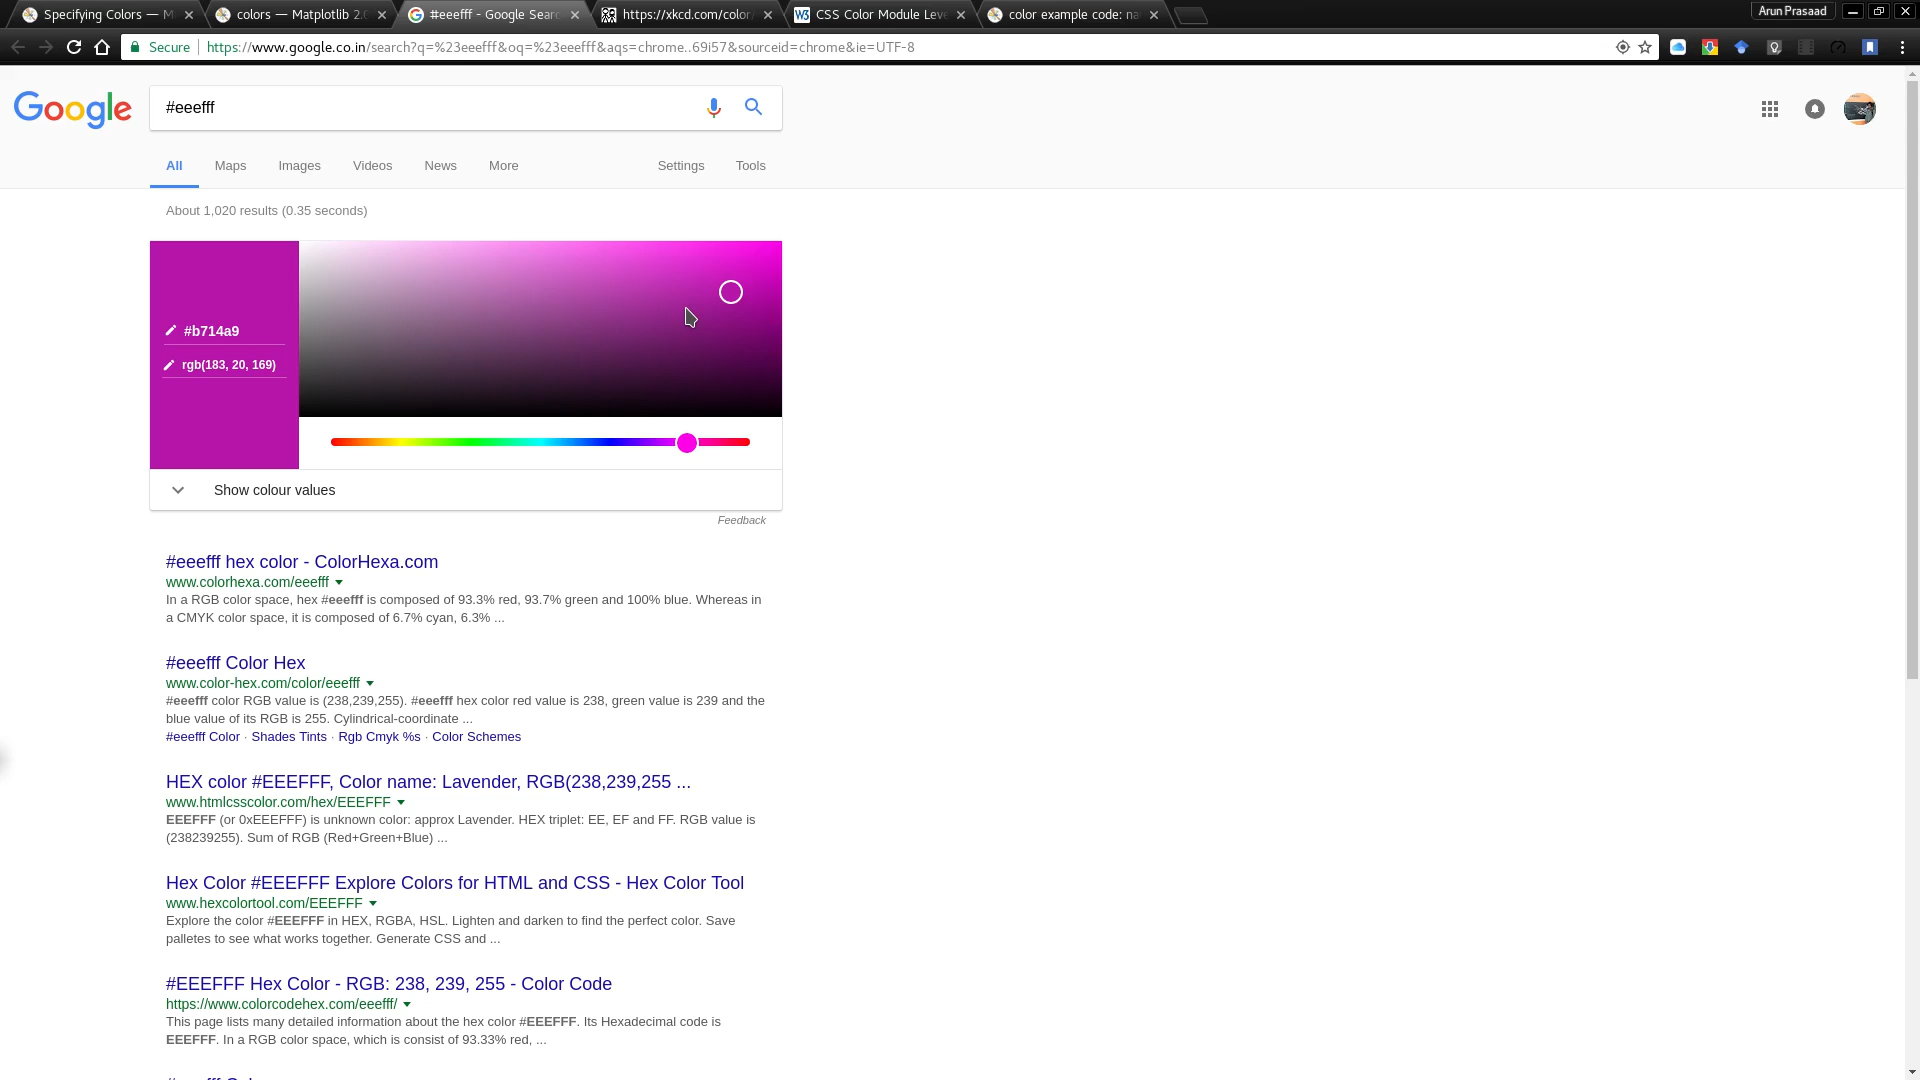 Specifying Colors — M
colors — Matplotlib 2.
#eeefff - Google Sear
https://xkcd.com/color
W3 CSS Color Module Lev
color example code: na
Arun Prasaad
Secure https://www.google.co.in/search?q=%23eeefff&oq=%23eeefff&aqs=chrome..69i57&sourceid=chrome&ie=UTF-8
Google
#eeefff
All Maps Images Videos News More Settings Tools
About 1,020 results (0.35 seconds)
#b714a9
rgb(183, 20, 169)
Show colour values
Feedback
#eeefff hex color - ColorHexa.com
www.colorhexa.com/eeefff
In a RGB color space, hex #eeefff is composed of 93.3% red, 93.7% green and 100% blue. Whereas in
a CMYK color space, it is composed of 6.7% cyan, 6.3% ...
#eeefff Color Hex
www.color-hex.com/color/eeefff
#eeefff color RGB value is (238,239,255). #eeefff hex color red value is 238, green value is 239 and the
blue value of its RGB is 255. Cylindrical-coordinate ...
#eeefff Color · Shades Tints · Rgb Cmyk %s · Color Schemes
HEX color #EEEFFF, Color name: Lavender, RGB(238,239,255 ...
www.htmlcsscolor.com/hex/EEEFFF
EEEFFF (or 0xEEEFFF) is unknown color: approx Lavender. HEX triplet: EE, EF and FF. RGB value is
(238239255). Sum of RGB (Red+Green+Blue) ...
Hex Color #EEEFFF Explore Colors for HTML and CSS - Hex Color Tool
www.hexcolortool.com/EEEFFF
Explore the color #EEEFFF in HEX, RGBA, HSL. Lighten and darken to find the perfect color. Save
palletes to see what works together. Generate CSS and ...
#EEEFFF Hex Color - RGB: 238, 239, 255 - Color Code
https://www.colorcodehex.com/eeefff/
This page lists many detailed information about the hex color #EEEFFF. Its Hexadecimal code is
EEEFFF. In a RGB color space, which is consist of 93.33% red, ...